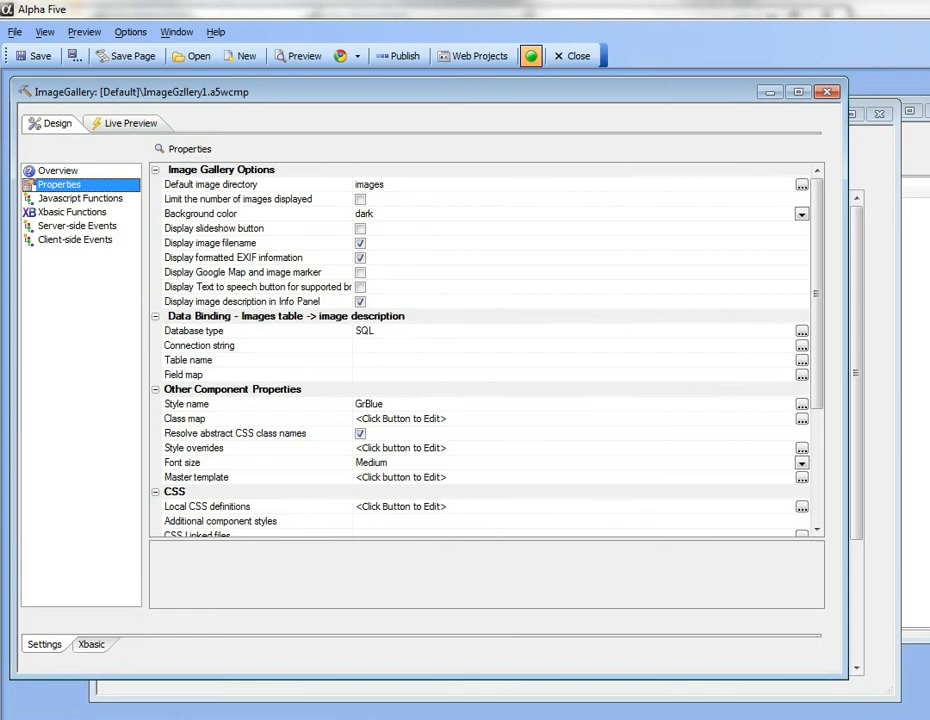 Alpha Five
File View Preview Options Window Help
Save Save Page Open New Preview Publish Web Projects Close
ImageGallery: [Default]\ImageGzllery1.a5wcmp
Design Live Preview
Properties
Overview
Properties
Javascript Functions
XB Xbasic Functions
Server-side Events
Client-side Events
Image Gallery Options
Default image directory images
Limit the number of images displayed
Background color dark
Display slideshow button
Display image filename
Display formatted EXIF information
Display Google Map and image marker
Display Text to speech button for supported br
Display image description in Info Panel
Data Binding - Images table -> image description
Database type SQL
Connection string
Table name
Field map
Other Component Properties
Style name GrBlue
Class map <Click Button to Edit>
Resolve abstract CSS class names
Style overrides <Click button to Edit>
Font size Medium
Master template <Click button to Edit>
CSS
Local CSS definitions <Click Button to Edit>
Additional component styles
CSS Linked files
Settings Xbasic